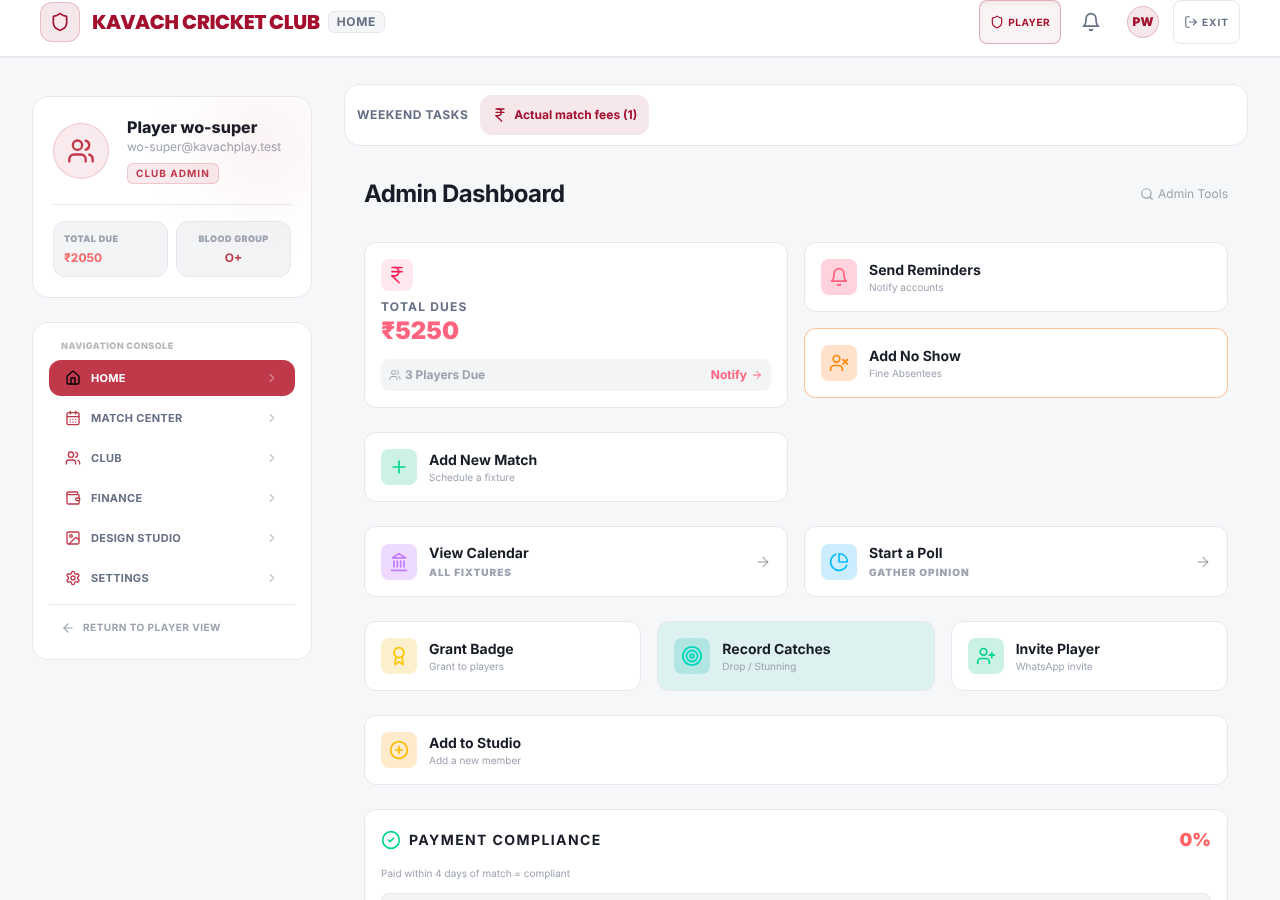 KAVACH CRICKET CLUB HOME
PLAYER
PW
EXIT
Player wo-super
wo-super@kavachplay.test
CLUB ADMIN
TOTAL DUE
₹2050
BLOOD GROUP
O+
NAVIGATION CONSOLE
HOME
MATCH CENTER
CLUB
FINANCE
DESIGN STUDIO
SETTINGS
RETURN TO PLAYER VIEW
WEEKEND TASKS
₹ Actual match fees (1)
Admin Dashboard
Admin Tools
₹
TOTAL DUES
₹5250
3 Players Due
Notify
Send Reminders
Notify accounts
Add No Show
Fine Absentees
Add New Match
Schedule a fixture
View Calendar
ALL FIXTURES
Start a Poll
GATHER OPINION
Grant Badge
Grant to players
Record Catches
Drop / Stunning
Invite Player
WhatsApp invite
Add to Studio
Add a new member
PAYMENT COMPLIANCE
0%
Paid within 4 days of match = compliant